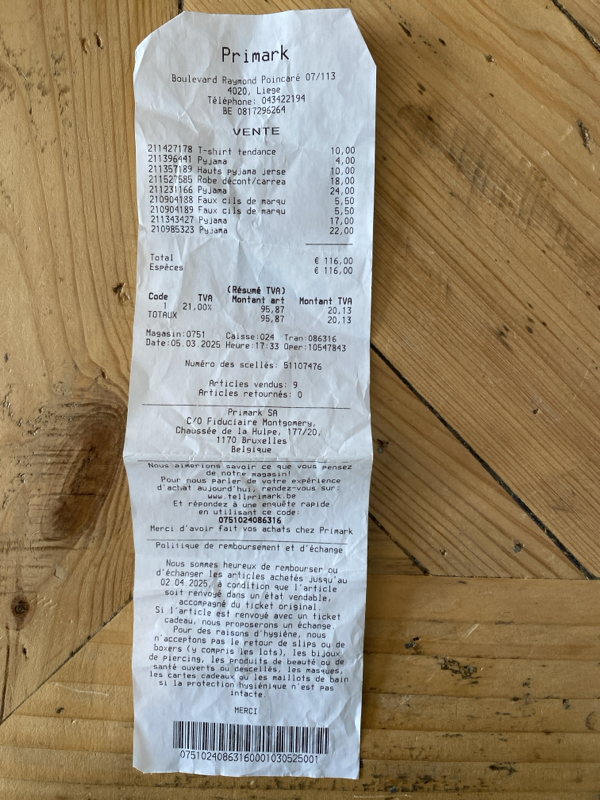 Primark
Boulevard Raymond Poincaré 07/113
4020, Liege
Téléphone: 043422194
BE 0817296264
VENTE
211427178 T-shirt tendance 10,00
211396441 Pyjama 4,00
211357189 Hauts pyjama jerse 10,00
211527585 Robe décont/carrea 18,00
211231166 Pyjama 24,00
210904188 Faux cils de marqu 5,50
210904189 Faux cils de marqu 5,50
211343427 Pyjama 17,00
210985323 Pyjama 22,00
Total € 116,00
Espèces € 116,00
(Résumé TVA)
Code TVA Montant art Montant TVA
1 21,00% 95,87 20,13
TOTAUX 95,87 20,13
Magasin:0751 Caisse:024 Tran:086316
Date:05.03.2025 Heure:17:33 Oper:10547843
Numéro des scellés: 51107476
Articles vendus: 9
Articles retournés: 0
Primark SA
C/O Fiduciaire Montgomery,
Chaussée de la Hulpe, 177/20,
1170 Bruxelles
Belgique
Nous aimerions savoir ce que vous pensez
de notre magasin!
Pour nous parler de votre expérience
d'achat aujourd'hui, rendez-vous sur:
www.tellprimark.be
Et répondez à une enquête rapide
en utilisant ce code:
0751024086316
Merci d'avoir fait vos achats chez Primark
Politique de remboursement et d'échange
Nous sommes heureux de rembourser ou
d'échanger les articles achetés jusqu'au
02.04.2025, à condition que l'article
soit renvoyé dans un état vendable,
accompagné du ticket original.
Si l'article est renvoyé avec un ticket
cadeau, nous proposerons un échange.
Pour des raisons d'hygiène, nous
n'acceptons pas le retour de slips ou de
boxers (y compris les lots), les bijoux
de piercing, les produits de beauté ou de
santé ouverts ou descellés, les masques,
les cartes cadeaux ou les maillots de bain
si la protection hygiénique n'est pas
intacte.
MERCI
07510240863160001030525001